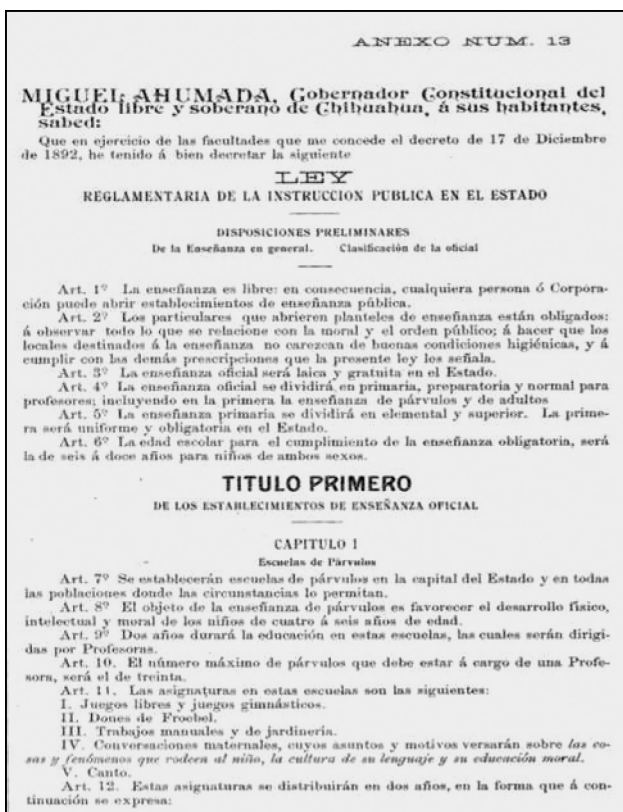 ANEXO NUM. 13
MIGUEL AHUMADA, Gobernador Constitucional del
Estado libre y soberano de Chihuahua, á sus habitantes,
sabed:
Que en ejercicio de las facultades que me concede el decreto de 17 de Diciembre
de 1892, he tenido á bien decretar la siguiente
LEY
REGLAMENTARIA DE LA INSTRUCCION PUBLICA EN EL ESTADO
DISPOSICIONES PRELIMINARES
De la Enseñanza en general. Clasificación de la oficial
Art. 1º La enseñanza es libre: en consecuencia, cualquiera persona ó Corpora-
ción puede abrir establecimientos de enseñanza pública.
Art. 2º Los particulares que abrieren planteles de enseñanza están obligados:
á observar todo lo que se relacione con la moral y el orden público; á hacer que los
locales destinados á la enseñanza no carezcan de buenas condiciones higiénicas, y á
cumplir con las demás prescripciones que la presente ley les señala.
Art. 3º La enseñanza oficial será laica y gratuita en el Estado.
Art. 4º La enseñanza oficial se dividirá en primaria, preparatoria y normal para
profesores; incluyendo en la primera la enseñanza de párvulos y de adultos
Art. 5º La enseñanza primaria se dividirá en elemental y superior. La prime-
ra será uniforme y obligatoria en el Estado.
Art. 6º La edad escolar para el cumplimiento de la enseñanza obligatoria, será
la de seis á doce años para niños de ambos sexos.
TITULO PRIMERO
DE LOS ESTABLECIMIENTOS DE ENSEÑANZA OFICIAL
CAPITULO I
Escuelas de Párvulos
Art. 7º Se establecerán escuelas de párvulos en la capital del Estado y en todas
las poblaciones donde las circunstancias lo permitan.
Art. 8º El objeto de la enseñanza de párvulos es favorecer el desarrollo físico,
intelectual y moral de los niños de cuatro á seis años de edad.
Art. 9º Dos años durará la educación en estas escuelas, las cuales serán dirigi-
das por Profesoras.
Art. 10. El número máximo de párvulos que debe estar á cargo de una Profe-
sora, será el de treinta.
Art. 11. Las asignaturas en estas escuelas son las siguientes:
I. Juegos libres y juegos gimnásticos.
II. Dones de Froebel.
III. Trabajos manuales y de jardinería.
IV. Conversaciones maternales, cuyos asuntos y motivos versarán sobre las co-
sas y fenómenos que rodeen al niño, la cultura de su lenguaje y su educación moral.
V. Canto.
Art. 12. Estas asignaturas se distribuirán en dos años, en la forma que á con-
tinuación se expresa: